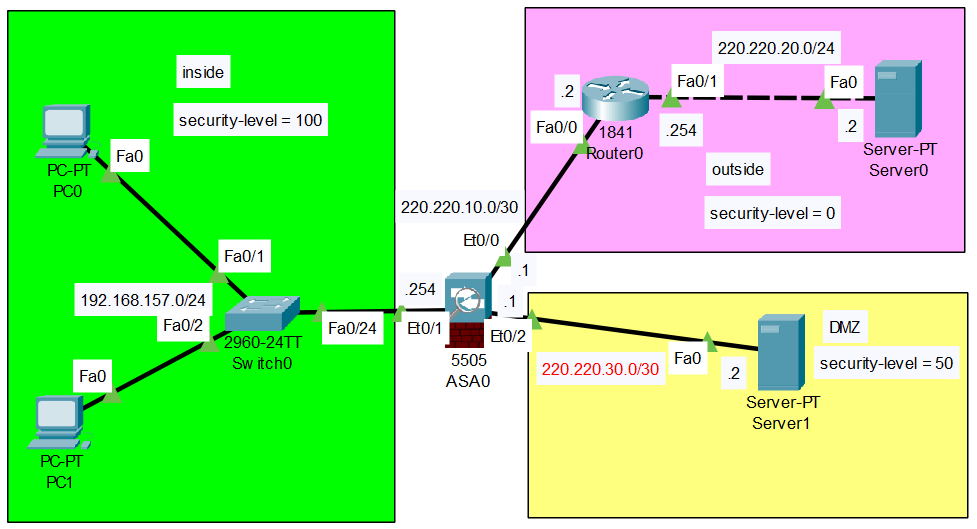 inside
security-level = 100
PC-PT
PC0
Fa0
Fa0/1
192.168.157.0/24
Fa0/2
2960-24TT
Switch0
Fa0/24
Fa0
PC-PT
PC1
220.220.10.0/30
Et0/0
.1
.254
Et0/1
.1
Et0/2
5505
ASA0
220.220.20.0/24
.2
Fa0/1
Fa0
Fa0/0
1841
Router0
.254
.2
Server-PT
Server0
outside
security-level = 0
DMZ
security-level = 50
220.220.30.0/30
Fa0
.2
Server-PT
Server1